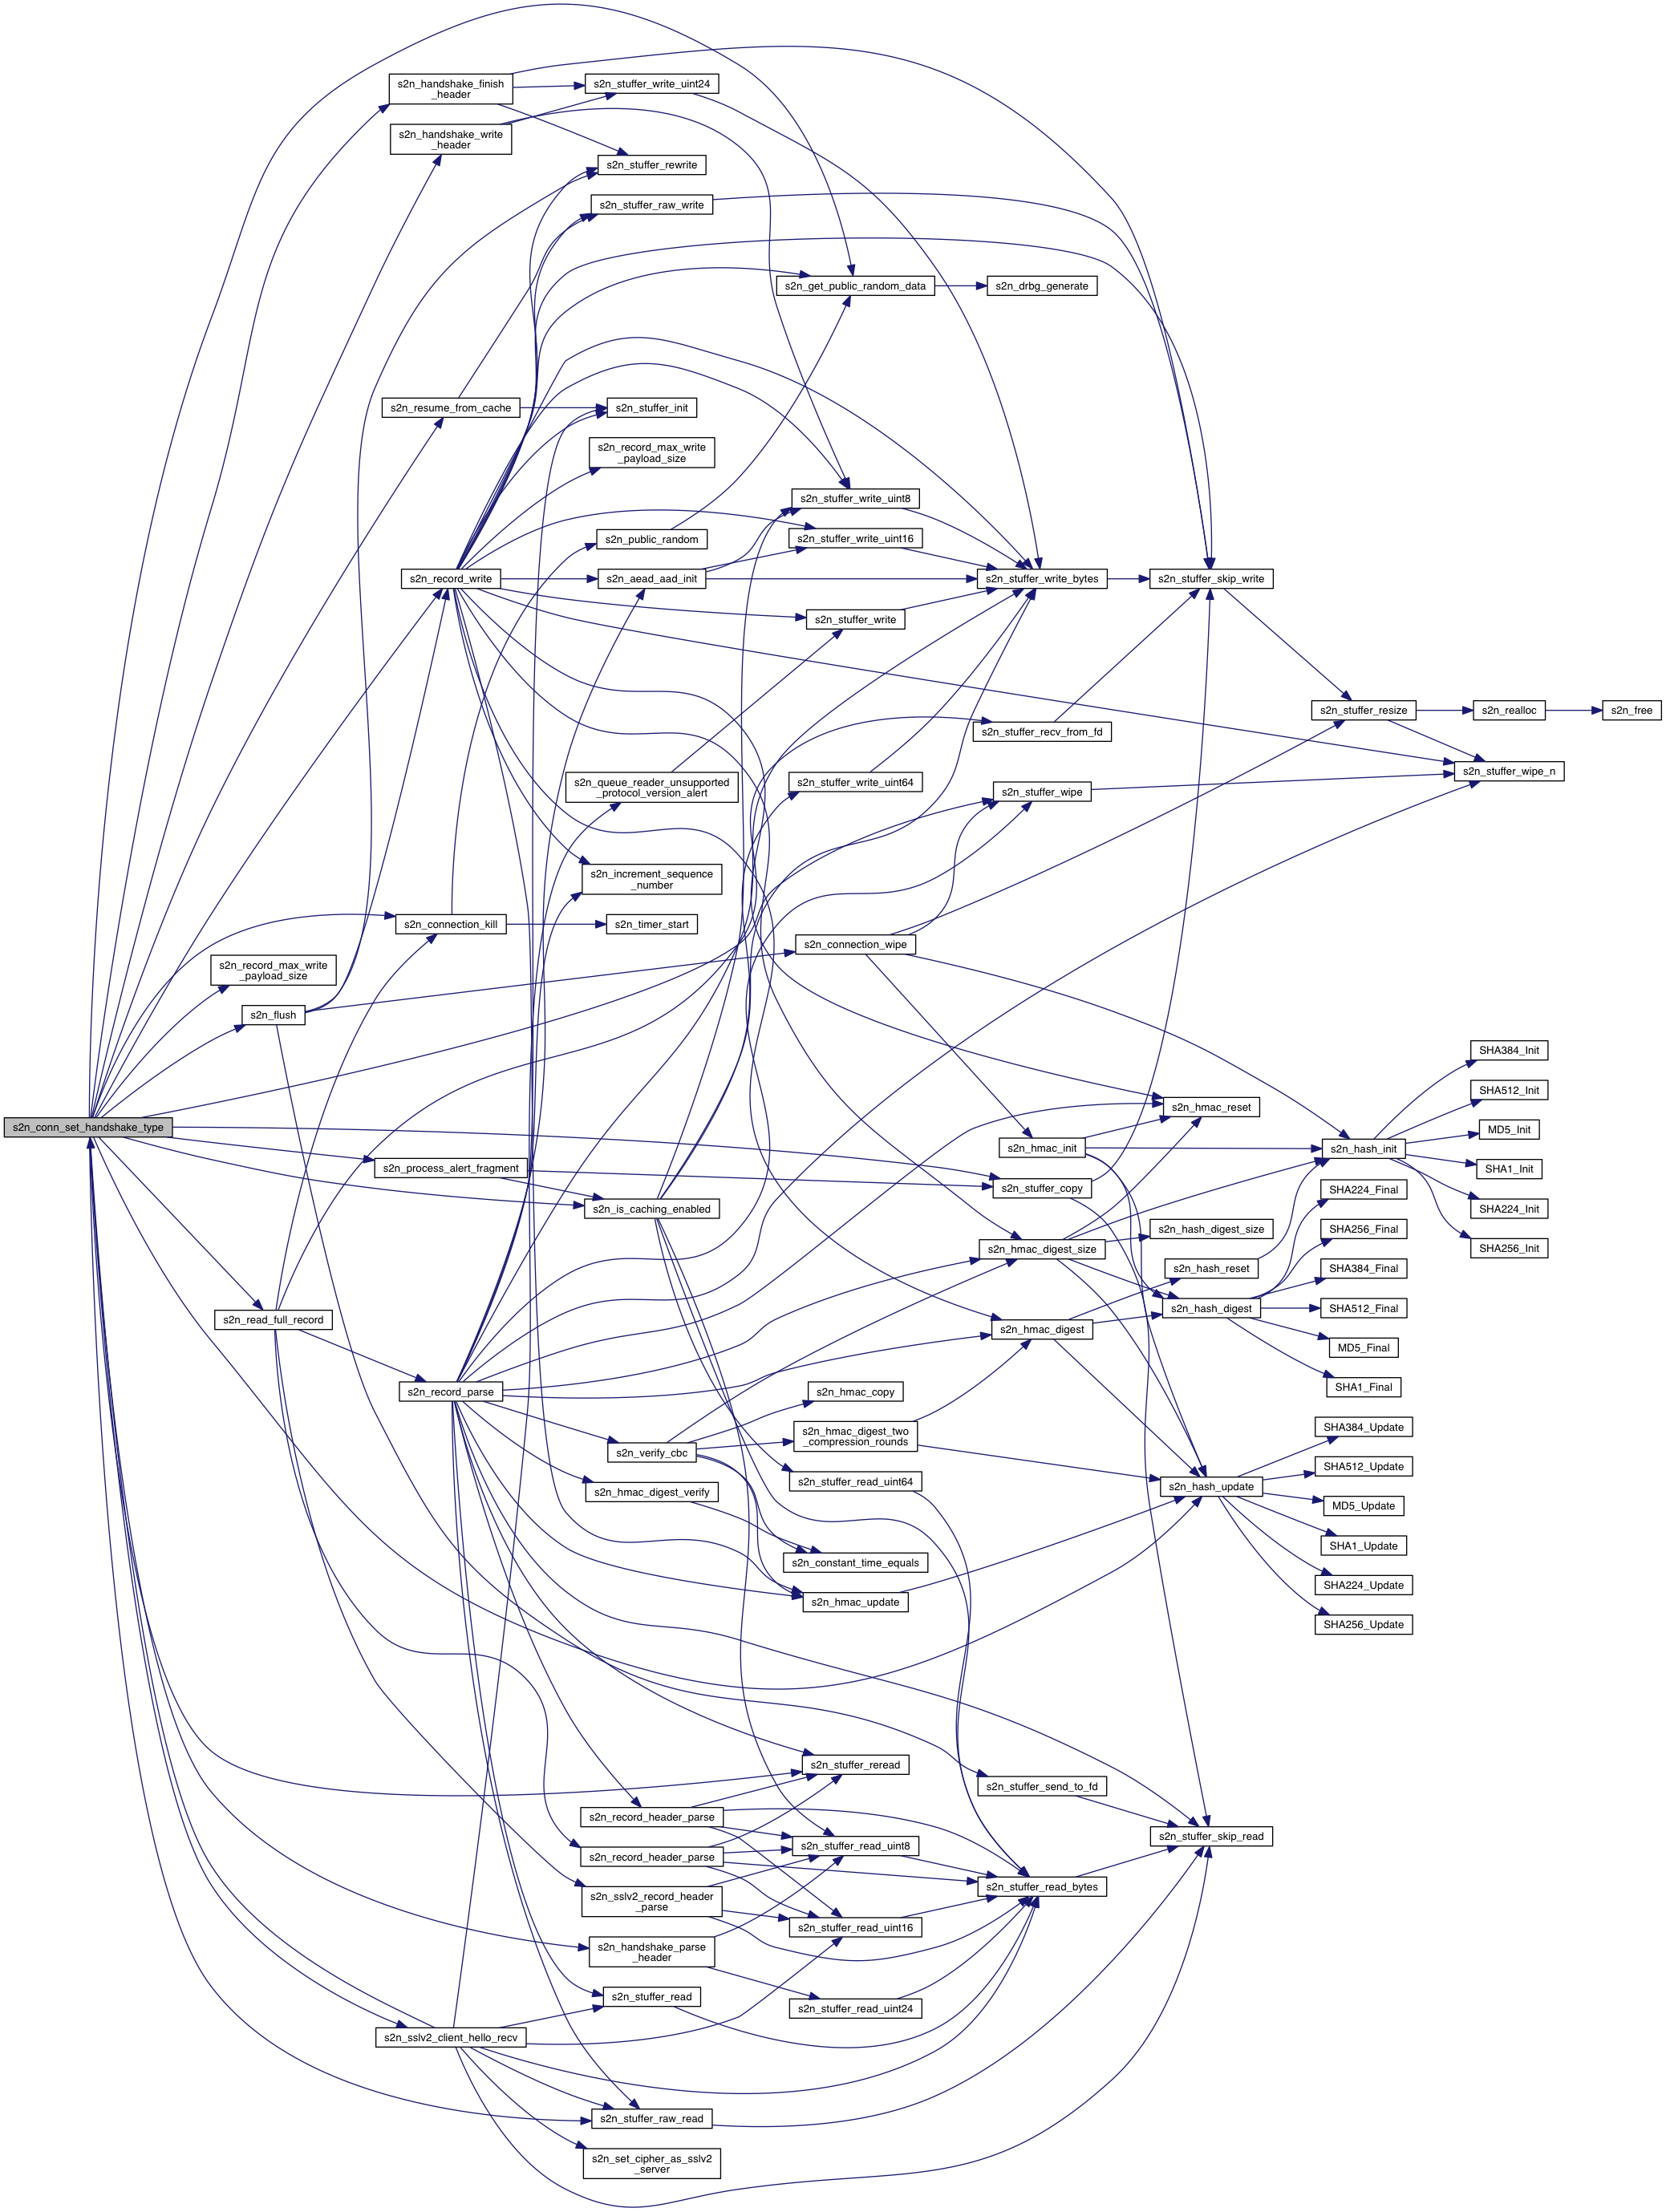 s2n_handshake_finish
_header
s2n_stuffer_write_uint24
s2n_handshake_write
_header
s2n_stuffer_rewrite
s2n_stuffer_raw_write
s2n_get_public_random_data
s2n_drbg_generate
s2n_resume_from_cache
s2n_stuffer_init
s2n_record_max_write
_payload_size
s2n_stuffer_write_uint8
s2n_public_random
s2n_stuffer_write_uint16
s2n_record_write
s2n_aead_aad_init
s2n_stuffer_write_bytes
s2n_stuffer_skip_write
s2n_stuffer_write
s2n_stuffer_resize
s2n_realloc
s2n_free
s2n_stuffer_recv_from_fd
s2n_stuffer_wipe_n
s2n_queue_reader_unsupported
_protocol_version_alert
s2n_stuffer_write_uint64
s2n_stuffer_wipe
s2n_increment_sequence
_number
s2n_connection_kill
s2n_timer_start
s2n_connection_wipe
s2n_record_max_write
_payload_size
s2n_flush
SHA384_Init
SHA512_Init
s2n_hmac_reset
s2n_conn_set_handshake_type
MD5_Init
s2n_hmac_init
s2n_hash_init
s2n_process_alert_fragment
SHA1_Init
s2n_stuffer_copy
SHA224_Final
s2n_is_caching_enabled
SHA224_Init
s2n_hash_digest_size
SHA256_Final
s2n_hmac_digest_size
SHA256_Init
s2n_hash_reset
SHA384_Final
s2n_hash_digest
SHA512_Final
s2n_read_full_record
s2n_hmac_digest
MD5_Final
SHA1_Final
s2n_record_parse
s2n_hmac_copy
SHA384_Update
s2n_hmac_digest_two
_compression_rounds
s2n_verify_cbc
SHA512_Update
s2n_stuffer_read_uint64
s2n_hash_update
s2n_hmac_digest_verify
MD5_Update
SHA1_Update
s2n_constant_time_equals
SHA224_Update
s2n_hmac_update
SHA256_Update
s2n_stuffer_reread
s2n_stuffer_send_to_fd
s2n_record_header_parse
s2n_stuffer_skip_read
s2n_stuffer_read_uint8
s2n_record_header_parse
s2n_stuffer_read_bytes
s2n_sslv2_record_header
_parse
s2n_stuffer_read_uint16
s2n_handshake_parse
_header
s2n_stuffer_read
s2n_stuffer_read_uint24
s2n_sslv2_client_hello_recv
s2n_stuffer_raw_read
s2n_set_cipher_as_sslv2
_server